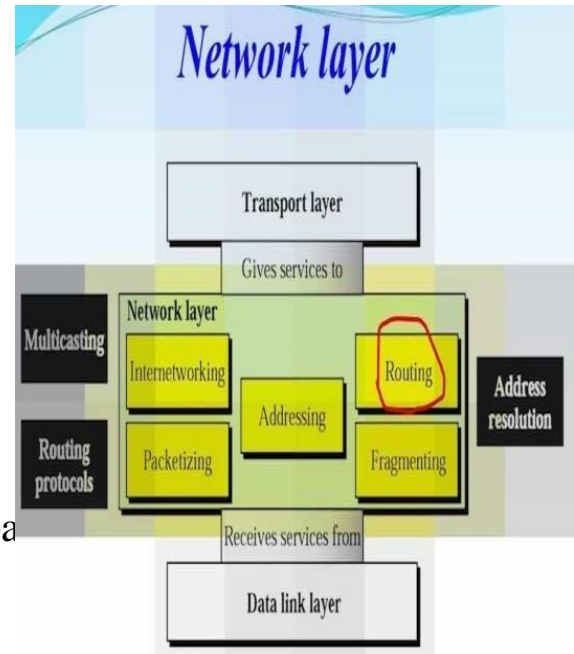 Network layer
Transport layer
Gives services to
Network layer
Multicasting
Internetworking
Routing
Addressing
Address
resolution
Routing
protocols
Packetizing
Fragmenting
Receives services from
Data link layer